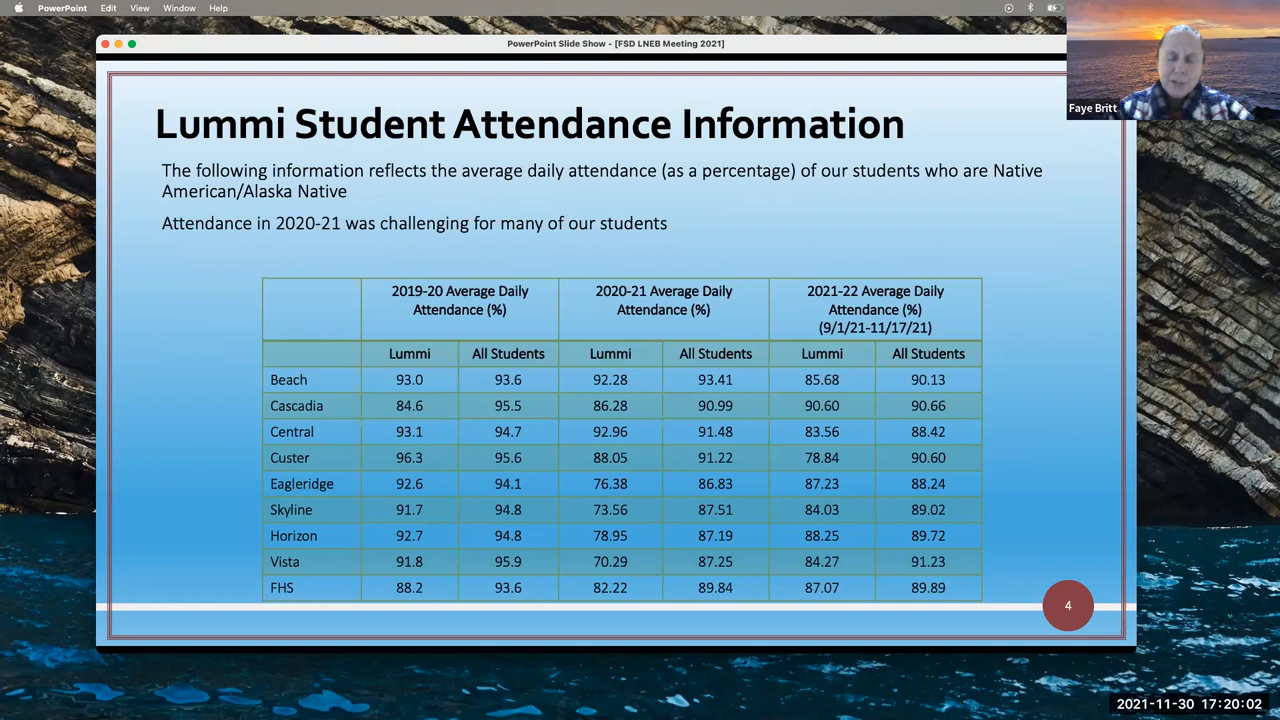 PowerPoint Edit View Window Help
PowerPoint Slide Show - [FSD LNEB Meeting 2021]
Faye Britt
Lummi Student Attendance Information
The following information reflects the average daily attendance (as a percentage) of our students who are Native
American/Alaska Native
Attendance in 2020-21 was challenging for many of our students
2019-20 Average Daily Attendance (%) 2020-21 Average Daily Attendance (%) 2021-22 Average Daily Attendance (%) (9/1/21-11/17/21)
Lummi All Students Lummi All Students Lummi All Students
Beach 93.0 93.6 92.28 93.41 85.68 90.13
Cascadia 84.6 95.5 86.28 90.99 90.60 90.66
Central 93.1 94.7 92.96 91.48 83.56 88.42
Custer 96.3 95.6 88.05 91.22 78.84 90.60
Eagleridge 92.6 94.1 76.38 86.83 87.23 88.24
Skyline 91.7 94.8 73.56 87.51 84.03 89.02
Horizon 92.7 94.8 78.95 87.19 88.25 89.72
Vista 91.8 95.9 70.29 87.25 84.27 91.23
FHS 88.2 93.6 82.22 89.84 87.07 89.89
4
2021-11-30 17:20:02